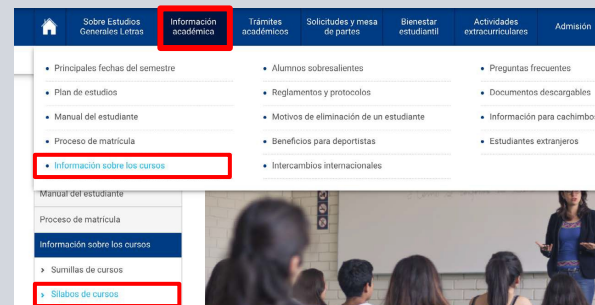 Sobre Estudios
Generales Letras
Información
académica
Trámites
académicos
Solicitudes y mesa
de partes
Bienestar
estudiantil
Actividades
extracurriculares
Admisión
Principales fechas del semestre
Plan de estudios
Manual del estudiante
Proceso de matrícula
Información sobre los cursos
Alumnos sobresalientes
Reglamentos y protocolos
Motivos de eliminación de un estudiante
Beneficios para deportistas
Intercambios internacionales
Preguntas frecuentes
Documentos descargables
Información para cachimbos
Estudiantes extranjeros
Manual del estudiante
Proceso de matrícula
Información sobre los cursos
Sumillas de cursos
Sílabos de cursos